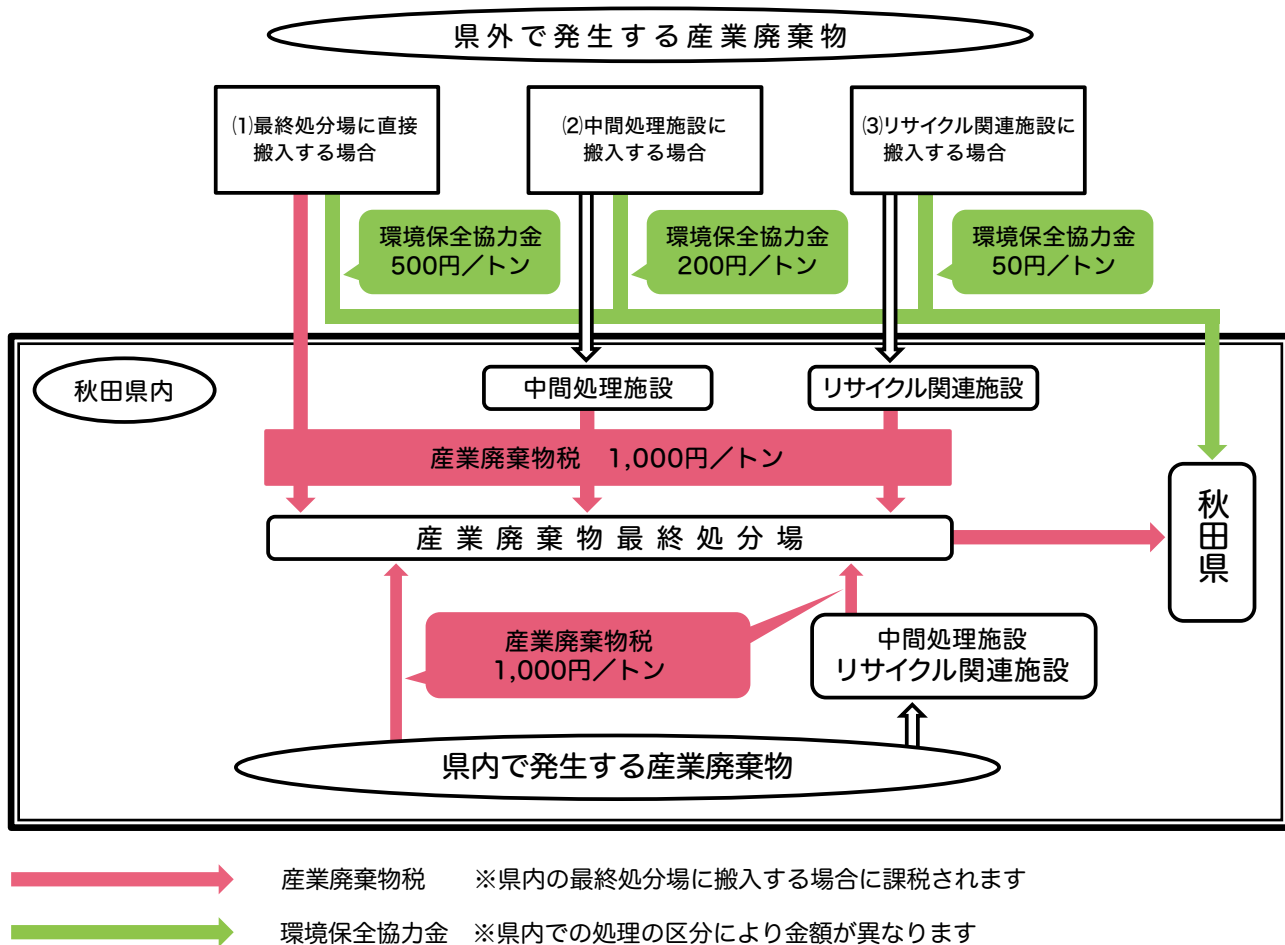 県外で発生する産業廃棄物
⑴最終処分場に直接
搬入する場合
⑵中間処理施設に
搬入する場合
⑶リサイクル関連施設に
搬入する場合
環境保全協力金
500円／トン
環境保全協力金
200円／トン
環境保全協力金
50円／トン
秋田県内
中間処理施設
リサイクル関連施設
産業廃棄物税　1,000円／トン
産業廃棄物最終処分場
秋田県
産業廃棄物税
1,000円／トン
中間処理施設
リサイクル関連施設
県内で発生する産業廃棄物
産業廃棄物税　※県内の最終処分場に搬入する場合に課税されます
環境保全協力金　※県内での処理の区分により金額が異なります